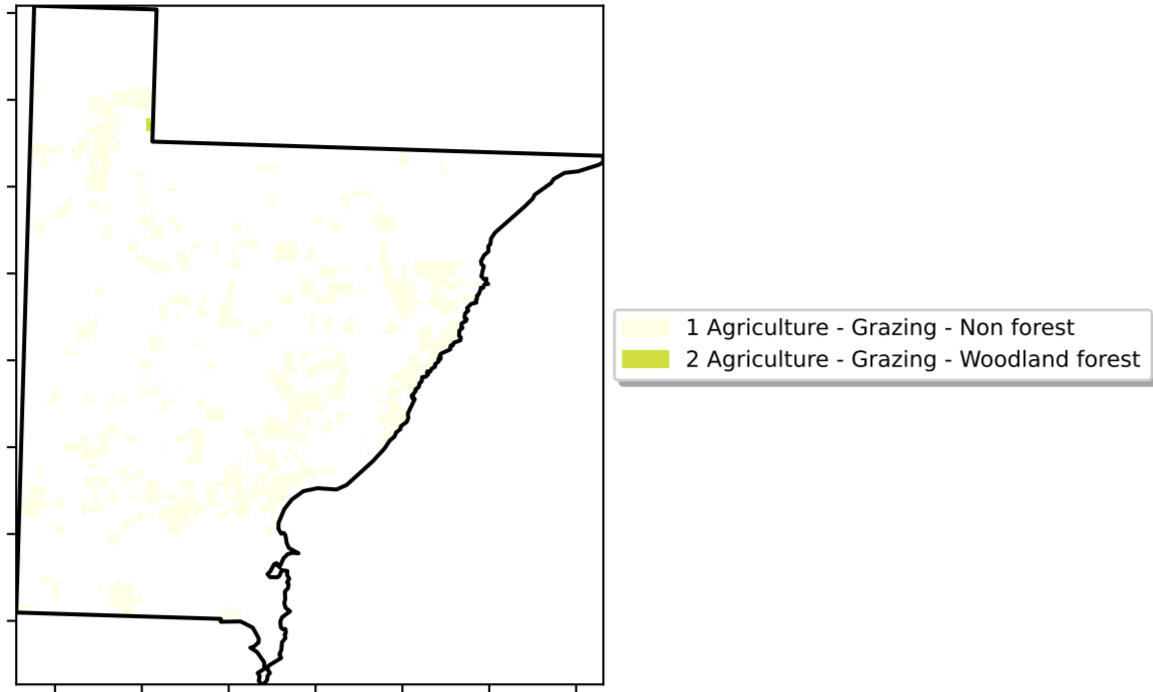 1 Agriculture - Grazing - Non forest
2 Agriculture - Grazing - Woodland forest